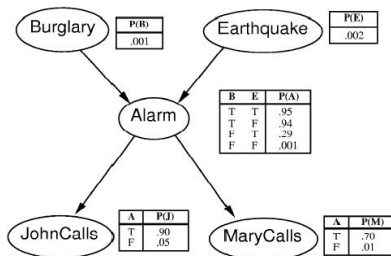 Burglary
P(B)
.001
Earthquake
P(E)
.002
Alarm
B E P(A)
T T .95
T F .94
F T .29
F F .001
JohnCalls
A P(J)
T .90
F .05
MaryCalls
A P(M)
T .70
F .01